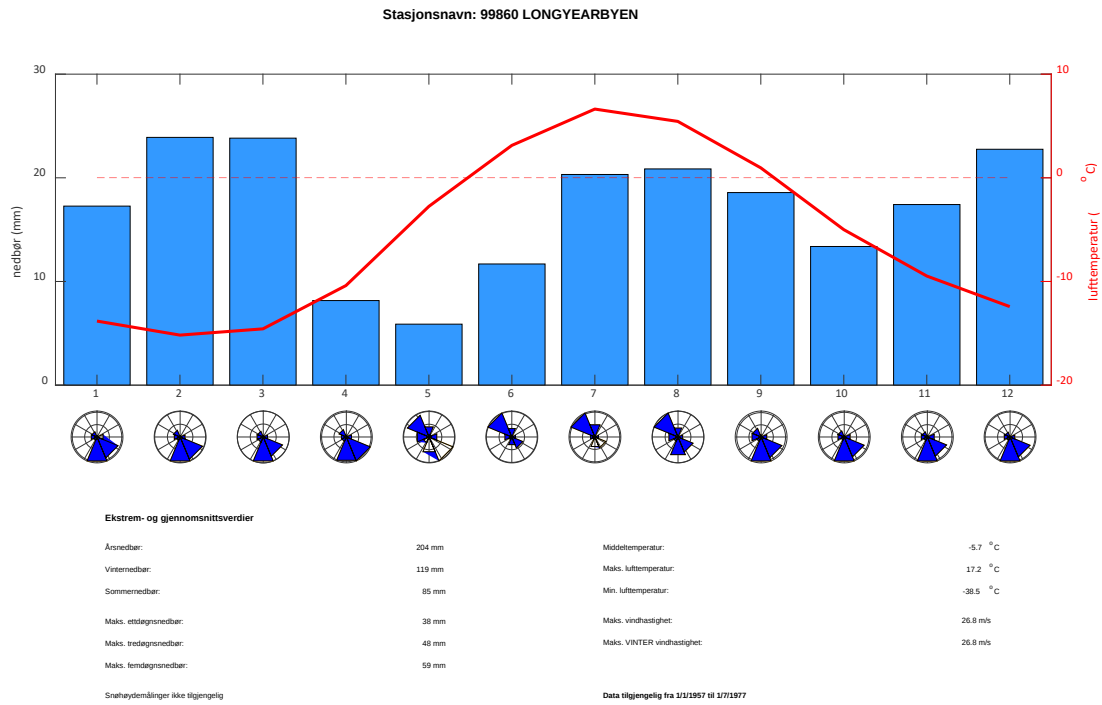 Stasjonsnavn: 99860 LONGYEARBYEN
30
20
10
0
nedbør (mm)
10
0
-10
-20
lufttemperatur (°C)
1 2 3 4 5 6 7 8 9 10 11 12
Ekstrem- og gjennomsnittsverdier
Årsnedbør: 204 mm
Vinternedbør: 119 mm
Sommernedbør: 85 mm
Maks. ettdøgnsnedbør: 38 mm
Maks. tredøgnsnedbør: 48 mm
Maks. femdøgnsnedbør: 59 mm
Snøhøydemålinger ikke tilgjengelig
Middeltemperatur: -5.7 °C
Maks. lufttemperatur: 17.2 °C
Min. lufttemperatur: -38.5 °C
Maks. vindhastighet: 26.8 m/s
Maks. VINTER vindhastighet: 26.8 m/s
Data tilgjengelig fra 1/1/1957 til 1/7/1977